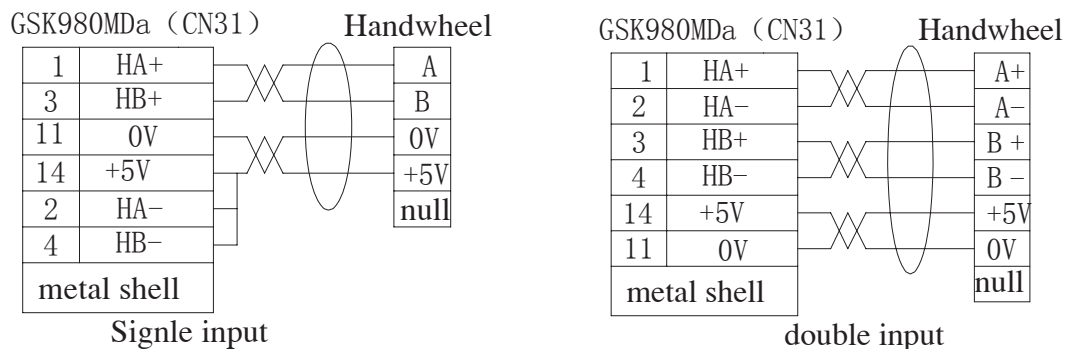 GSK980MDa (CN31) Handwheel
1 HA+ A
3 HB+ B
11 0V 0V
14 +5V +5V
2 HA- null
4 HB-
metal shell
Signle input
GSK980MDa (CN31) Handwheel
1 HA+ A+
2 HA- A-
3 HB+ B+
4 HB- B-
14 +5V +5V
11 0V 0V
metal shell null
double input